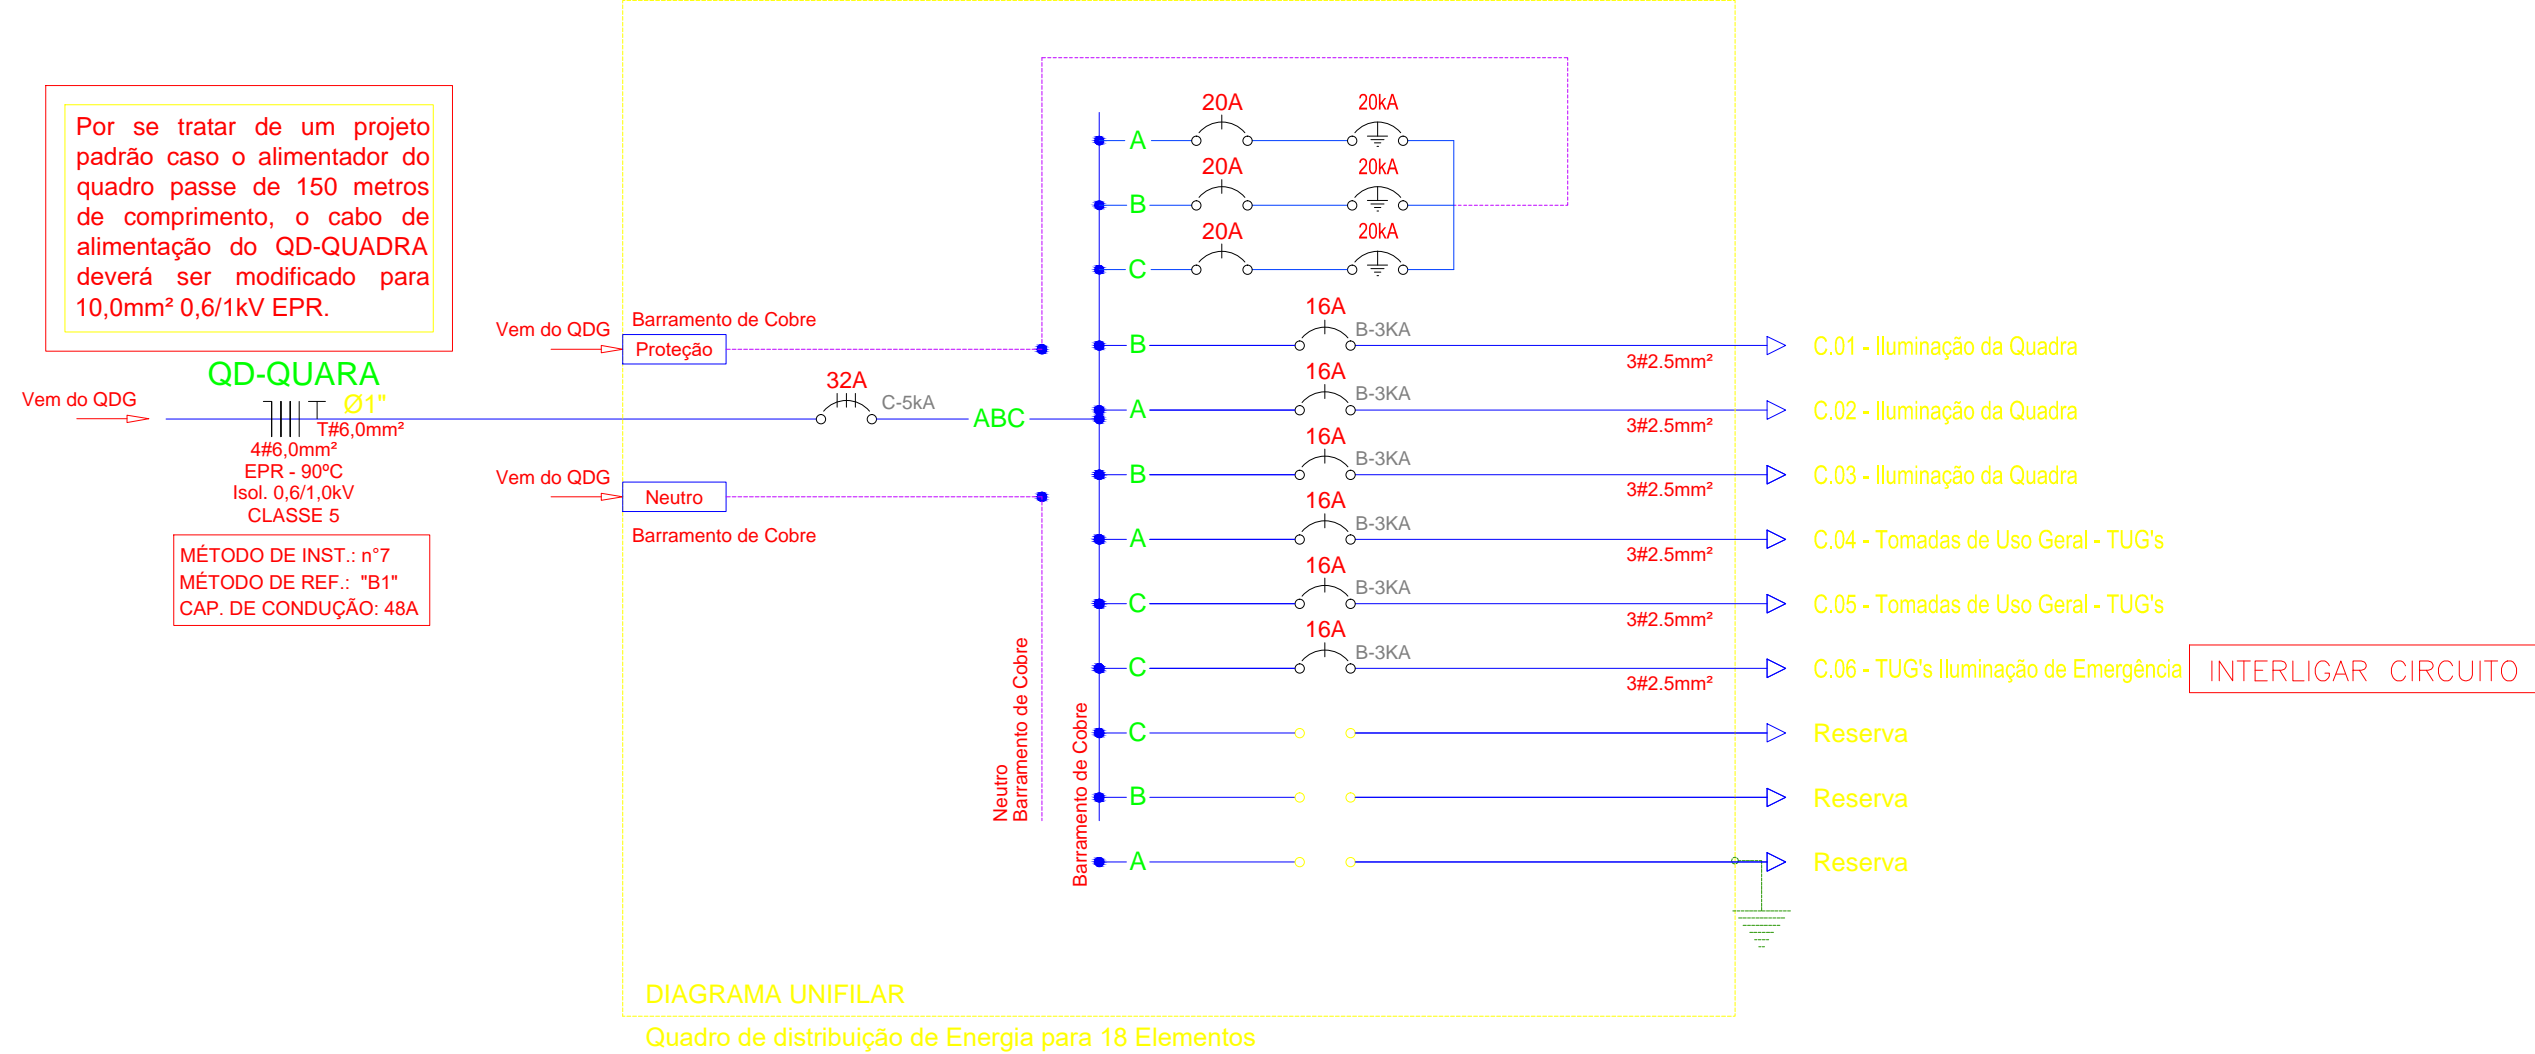 Por se tratar de um projeto
padrão caso o alimentador do
quadro passe de 150 metros
de comprimento, o cabo de
alimentação do QD-QUADRA
deverá ser modificado para
10,0mm² 0,6/1kV EPR.
QD-QUARA
Vem do QDG
Ø1"
T#6,0mm²
4#6,0mm²
EPR - 90ºC
Isol. 0,6/1,0kV
CLASSE 5
MÉTODO DE INST.: n°7
MÉTODO DE REF.: "B1"
CAP. DE CONDUÇÃO: 48A
Vem do QDG
Barramento de Cobre
Proteção
32A
C-5kA
ABC
Vem do QDG
Neutro
Barramento de Cobre
Neutro
Barramento de Cobre
Barramento de Cobre
A 20A 20kA
B 20A 20kA
C 20A 20kA
B 16A B-3KA 3#2.5mm² C.01 - Iluminação da Quadra
A 16A B-3KA 3#2.5mm² C.02 - Iluminação da Quadra
B 16A B-3KA 3#2.5mm² C.03 - Iluminação da Quadra
A 16A B-3KA 3#2.5mm² C.04 - Tomadas de Uso Geral - TUG's
C 16A B-3KA 3#2.5mm² C.05 - Tomadas de Uso Geral - TUG's
C 16A B-3KA 3#2.5mm² C.06 - TUG's Iluminação de Emergência
INTERLIGAR CIRCUITO
C Reserva
B Reserva
A Reserva
DIAGRAMA UNIFILAR
Quadro de distribuição de Energia para 18 Elementos